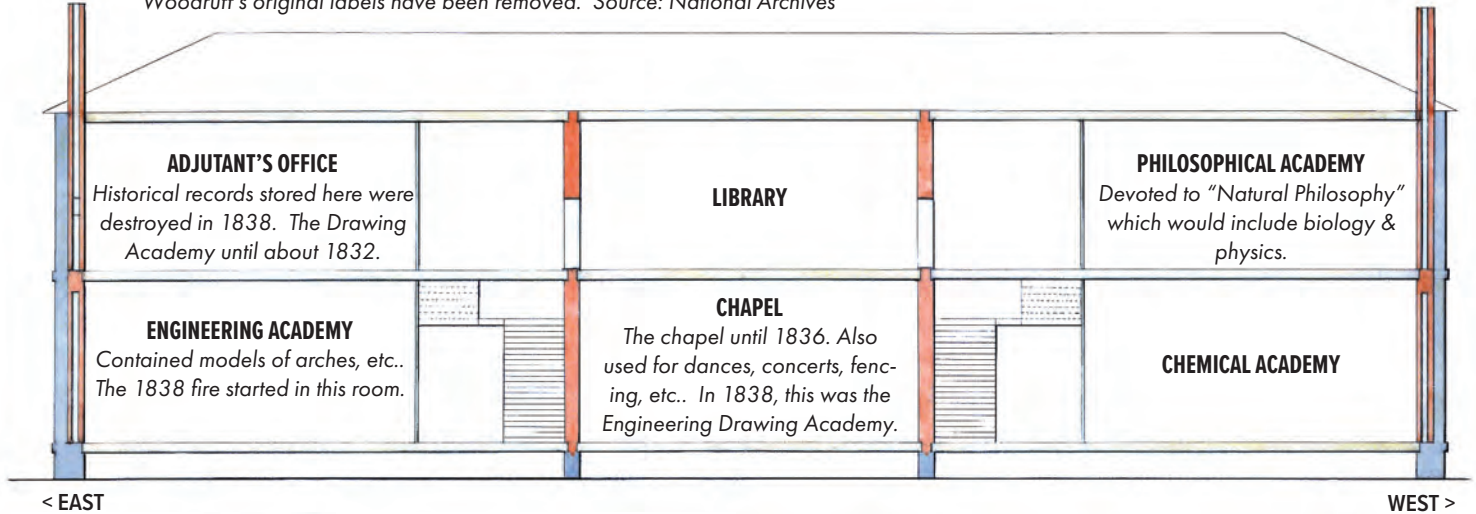 Woodruff's original labels have been removed.  Source: National Archives
ADJUTANT'S OFFICE
Historical records stored here were
destroyed in 1838.  The Drawing
Academy until about 1832.
LIBRARY
PHILOSOPHICAL ACADEMY
Devoted to “Natural Philosophy”
which would include biology &
physics.
ENGINEERING ACADEMY
Contained models of arches, etc..
The 1838 fire started in this room.
CHAPEL
The chapel until 1836. Also
used for dances, concerts, fenc-
ing, etc..  In 1838, this was the
Engineering Drawing Academy.
CHEMICAL ACADEMY
< EAST
WEST >